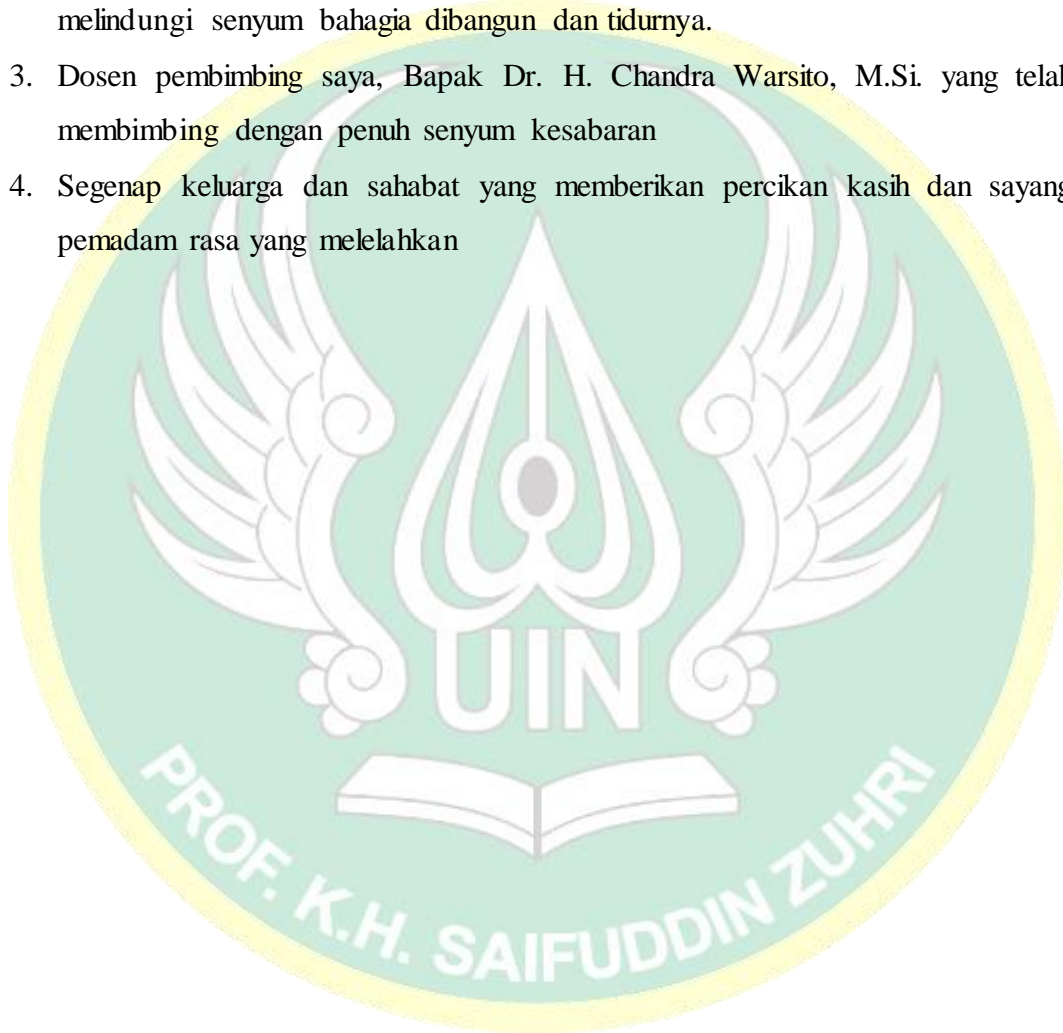 melindungi senyum bahagia dibangun dan tidurnya.
3. Dosen pembimbing saya, Bapak Dr. H. Chandra Warsito, M.Si. yang telah
membimbing dengan penuh senyum kesabaran
4. Segenap keluarga dan sahabat yang memberikan percikan kasih dan sayang
pemadam rasa yang melelahkan
UIN
PROF. K.H. SAIFUDDIN ZUHRI